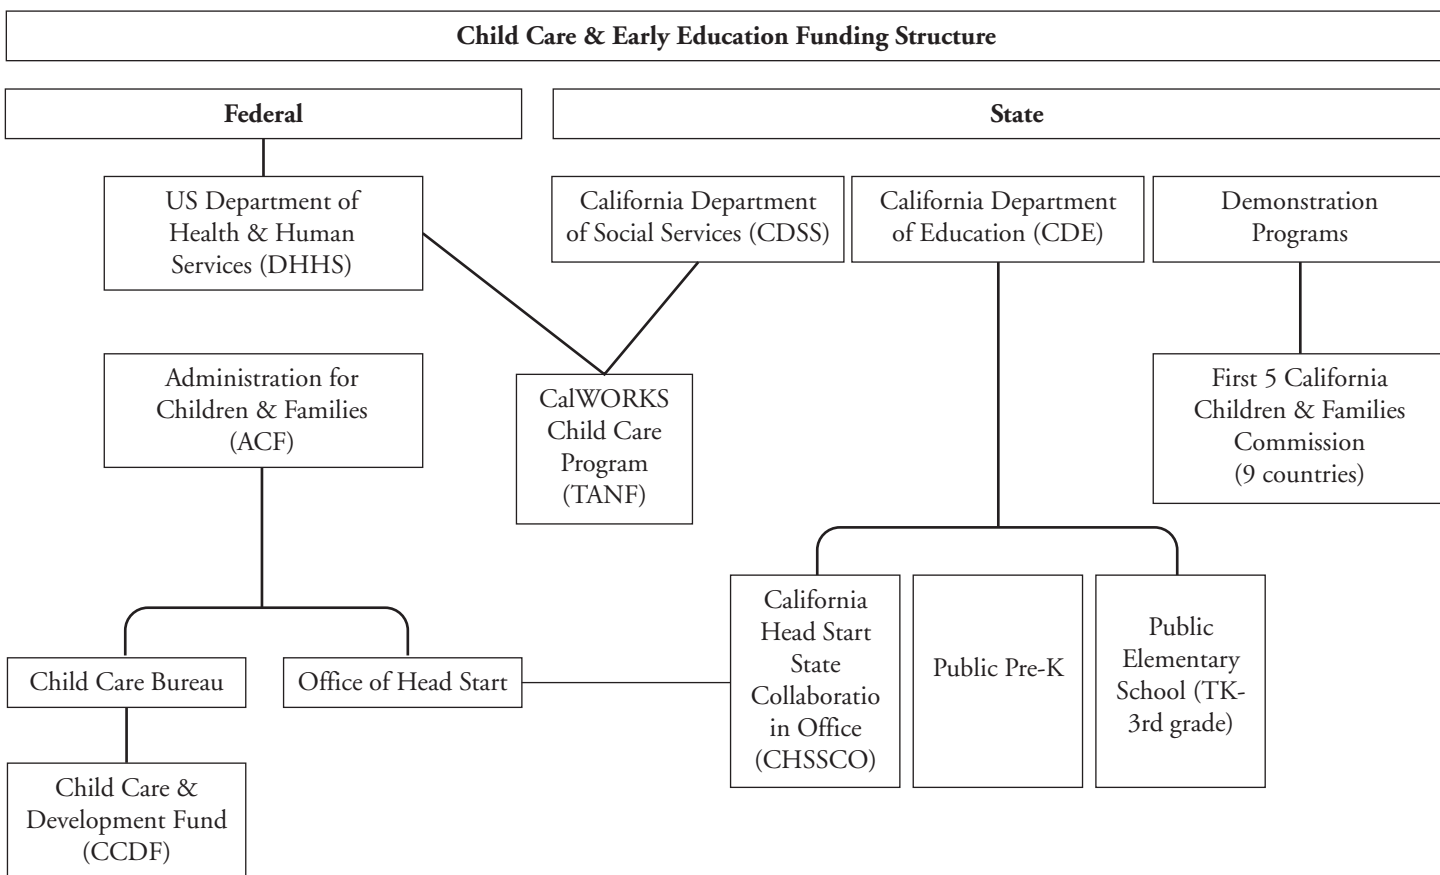 Child Care & Early Education Funding Structure
Federal
State
US Department of
Health & Human
Services (DHHS)
California Department
of Social Services (CDSS)
California Department
of Education (CDE)
Demonstration
Programs
Administration for
Children & Families
(ACF)
CalWORKS
Child Care
Program
(TANF)
First 5 California
Children & Families
Commission
(9 countries)
Child Care Bureau
Office of Head Start
California
Head Start
State
Collaboratio
in Office
(CHSSCO)
Public Pre-K
Public
Elementary
School (TK-
3rd grade)
Child Care &
Development Fund
(CCDF)